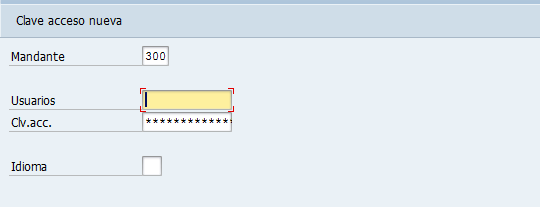 Clave acceso nueva
Mandante 300
Usuarios
Clv.acc. ************
Idioma